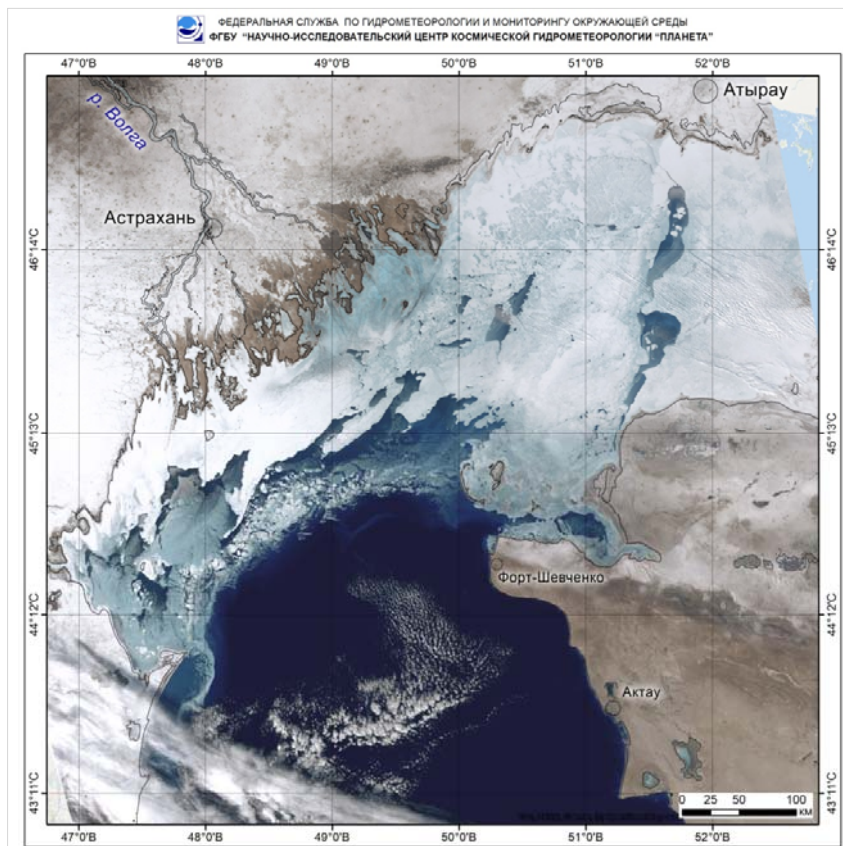 ФЕДЕРАЛЬНАЯ СЛУЖБА ПО ГИДРОМЕТЕОРОЛОГИИ И МОНИТОРИНГУ ОКРУЖАЮЩЕЙ СРЕДЫ
ФГБУ "НАУЧНО-ИССЛЕДОВАТЕЛЬСКИЙ ЦЕНТР КОСМИЧЕСКОЙ ГИДРОМЕТЕОРОЛОГИИ "ПЛАНЕТА"
47°0'В 48°0'В 49°0'В 50°0'В 51°0'В 52°0'В
Атырау
р. Волга
Астрахань
46°14'С 46°14'С
45°13'С 45°13'С
Форт-Шевченко
44°12'С 44°12'С
Актау
43°11'С 43°11'С
0 25 50 100
КМ
47°0'В 48°0'В 49°0'В 50°0'В 51°0'В 52°0'В